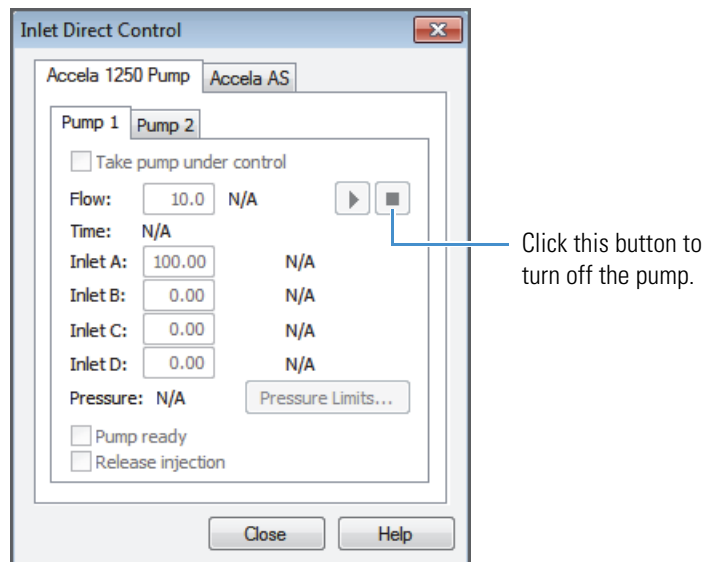 Inlet Direct Control
Accela 1250 Pump Accela AS
Pump 1 Pump 2
Take pump under control
Flow: 10.0 N/A
Time: N/A
Inlet A: 100.00 N/A
Inlet B: 0.00 N/A
Inlet C: 0.00 N/A
Inlet D: 0.00 N/A
Pressure: N/A Pressure Limits...
Pump ready
Release injection
Close Help
Click this button to
turn off the pump.